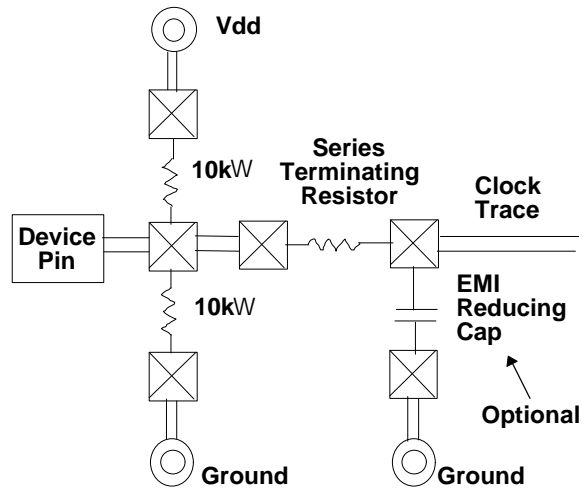 Vdd
10kW
Series
Terminating
Resistor
Clock
Trace
Device
Pin
10kW
EMI
Reducing
Cap
Optional
Ground
Ground